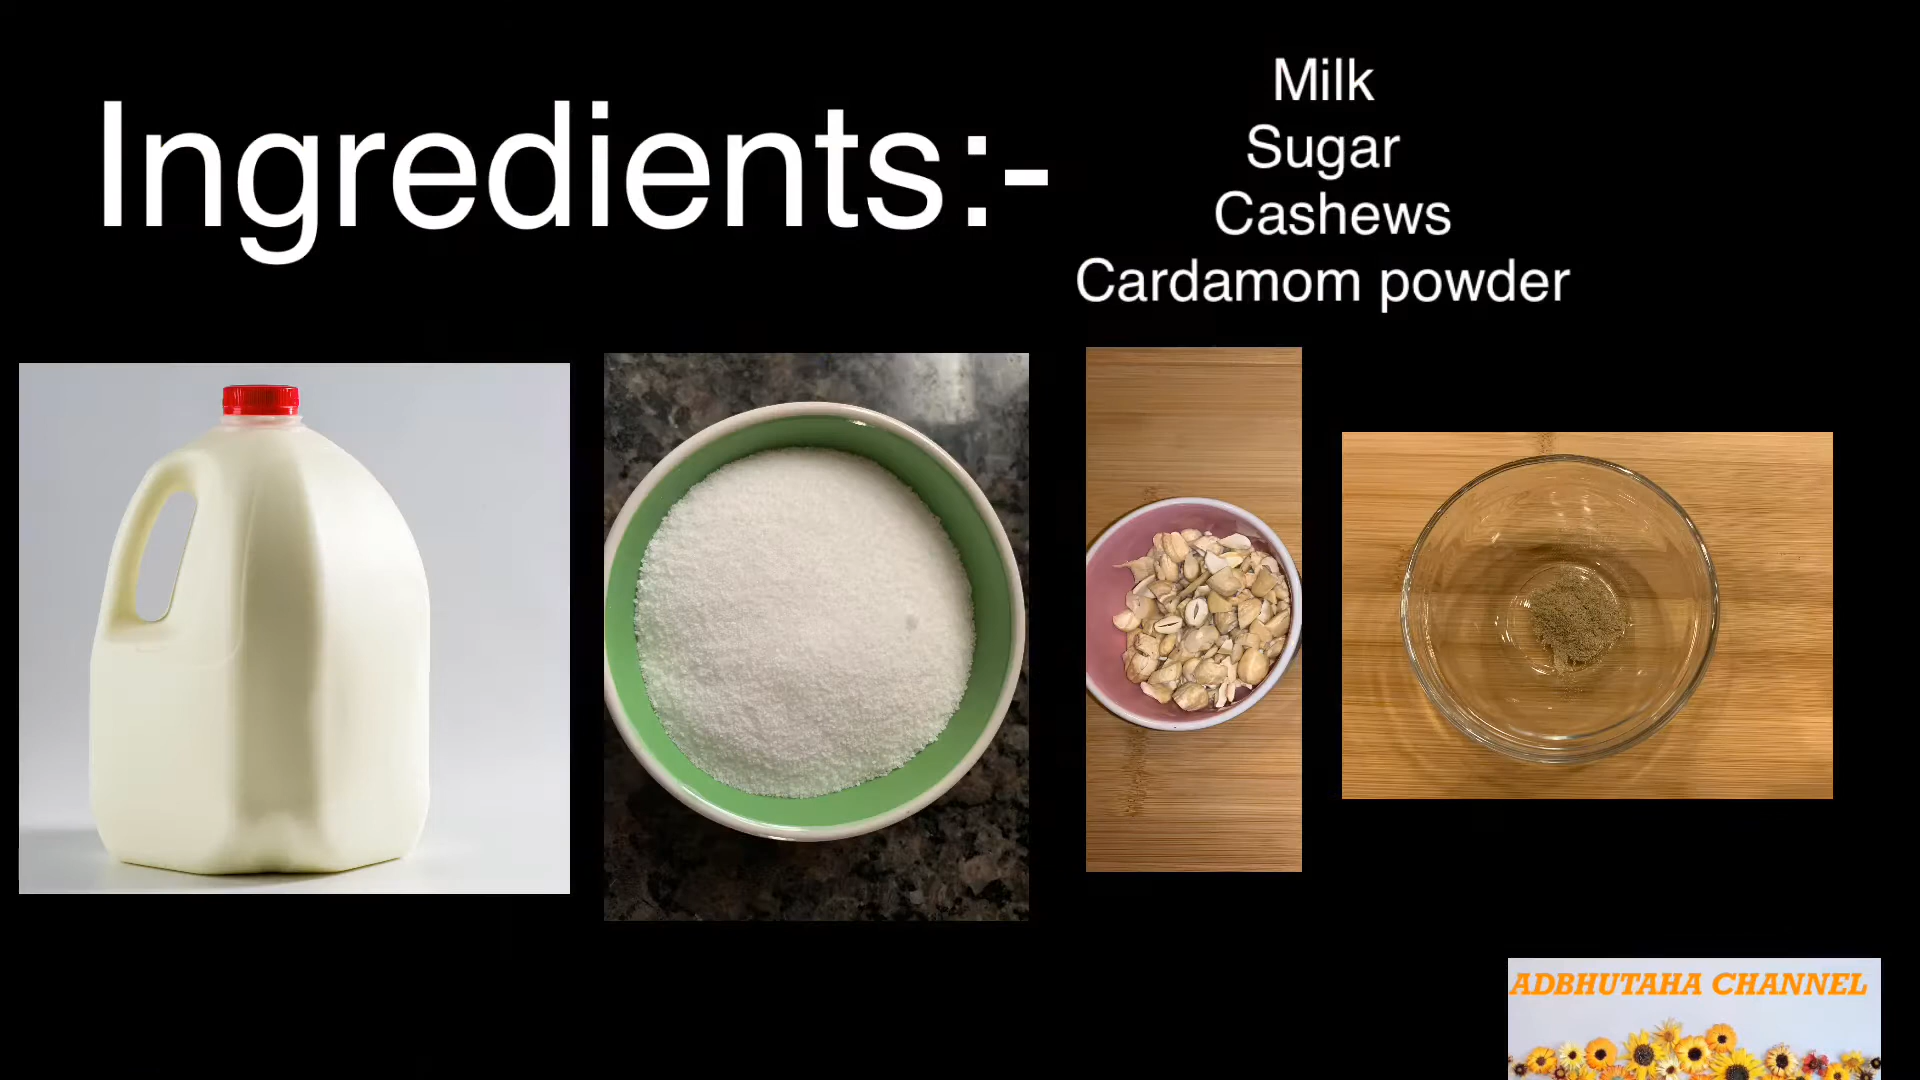 Ingredients:-
Milk
Sugar
Cashews
Cardamom powder
ADBHUTAHA CHANNEL